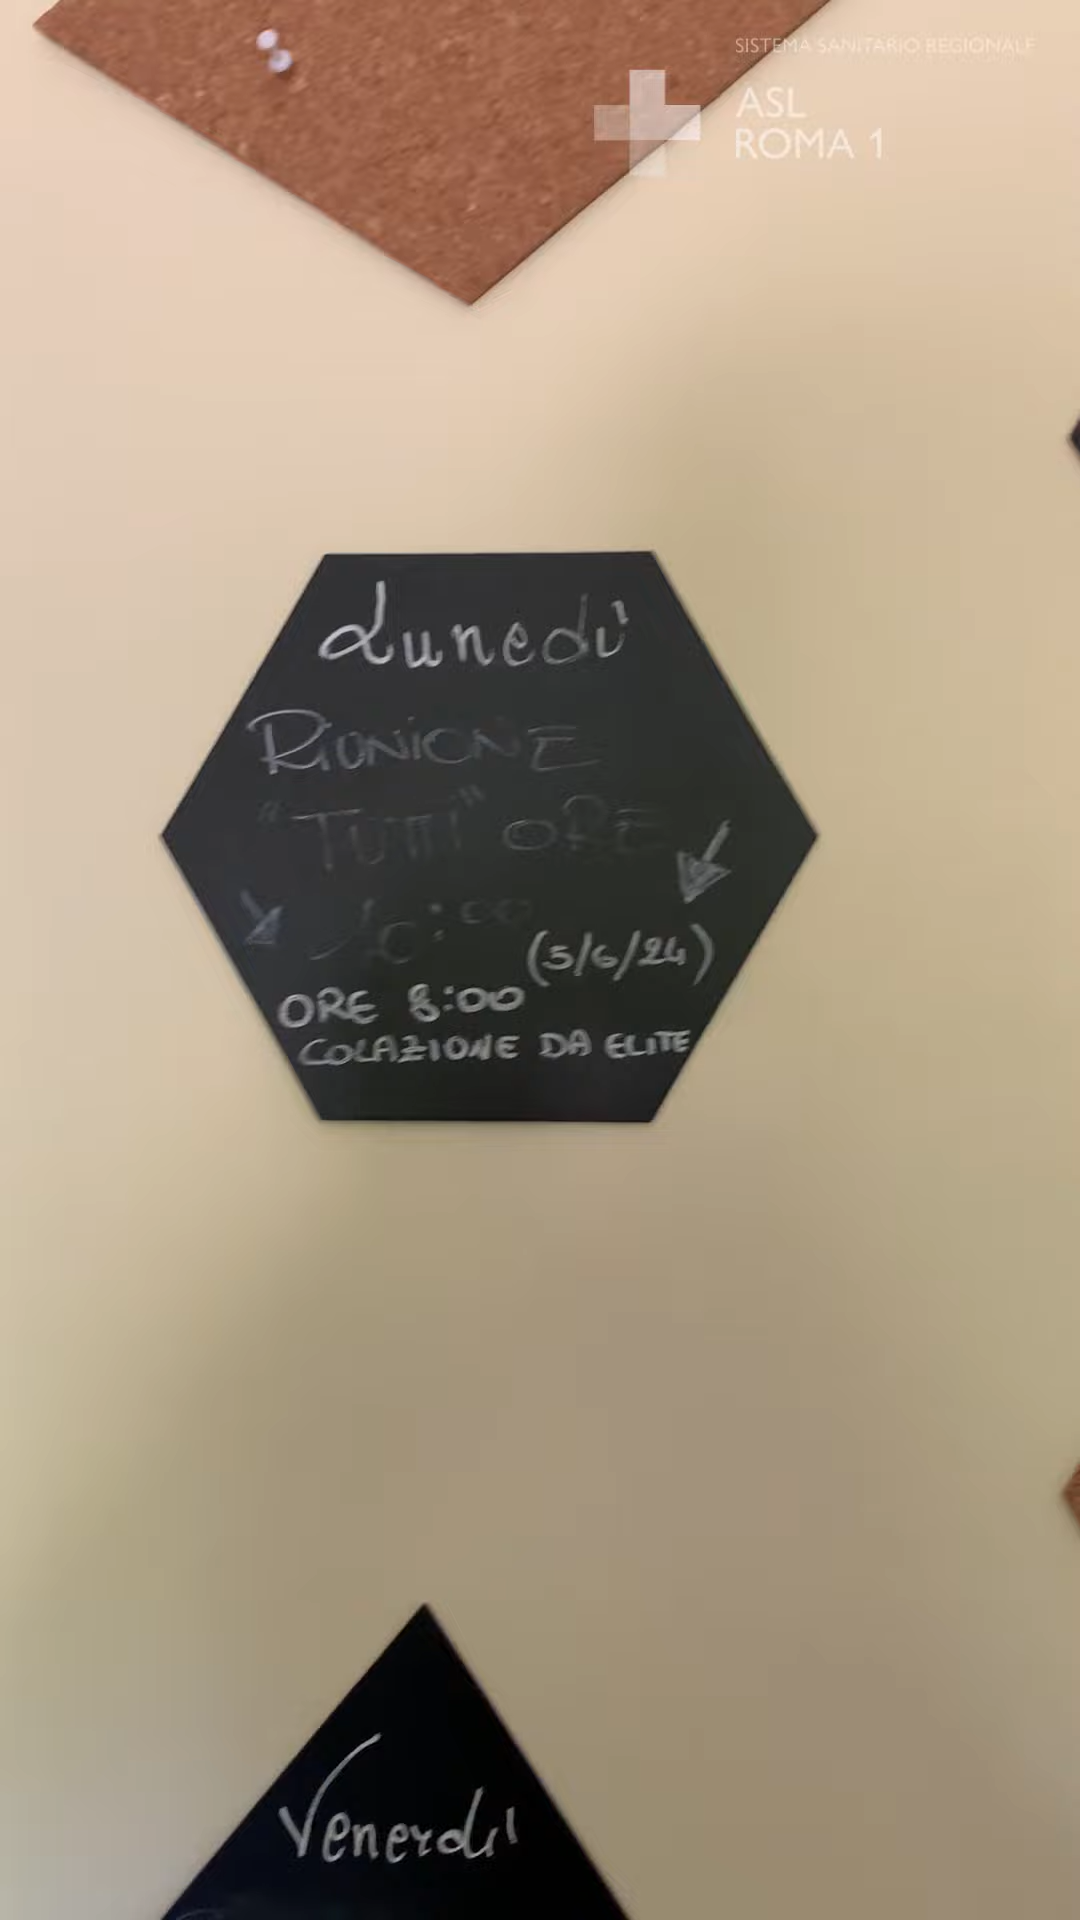 SISTEMA SANITARIO REGIONALE
ASL
ROMA 1
Lunedì
RIUNIONE
"TUTTI" ORE
10:00
(5/6/24)
ORE 8:00
COLAZIONE DA ELITE
Venerdì